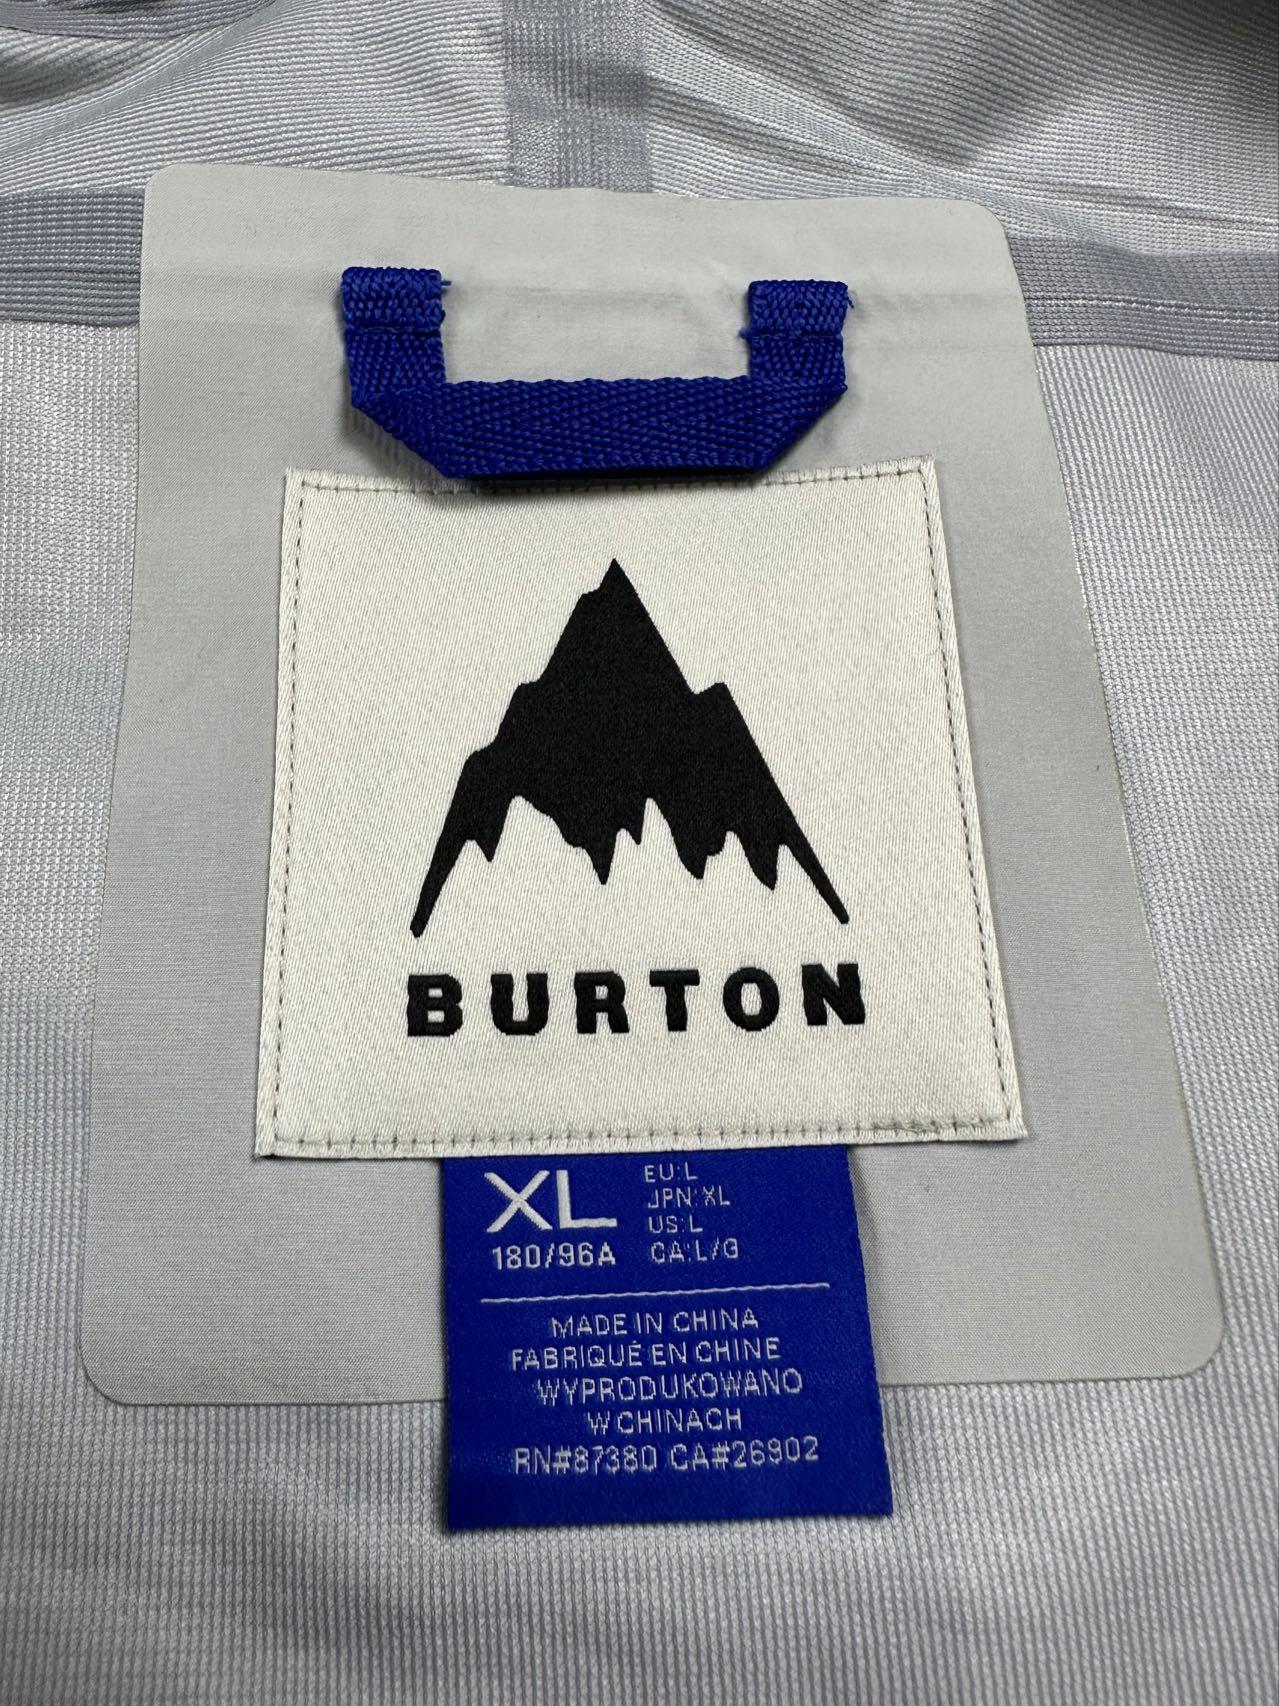 BURTON
XL
180/96A
EU:L
JPN:XL
US:L
CA:L/G
MADE IN CHINA
FABRIQUÉ EN CHINE
WYPRODUKOWANO
W CHINACH
RN#87380 CA#26902